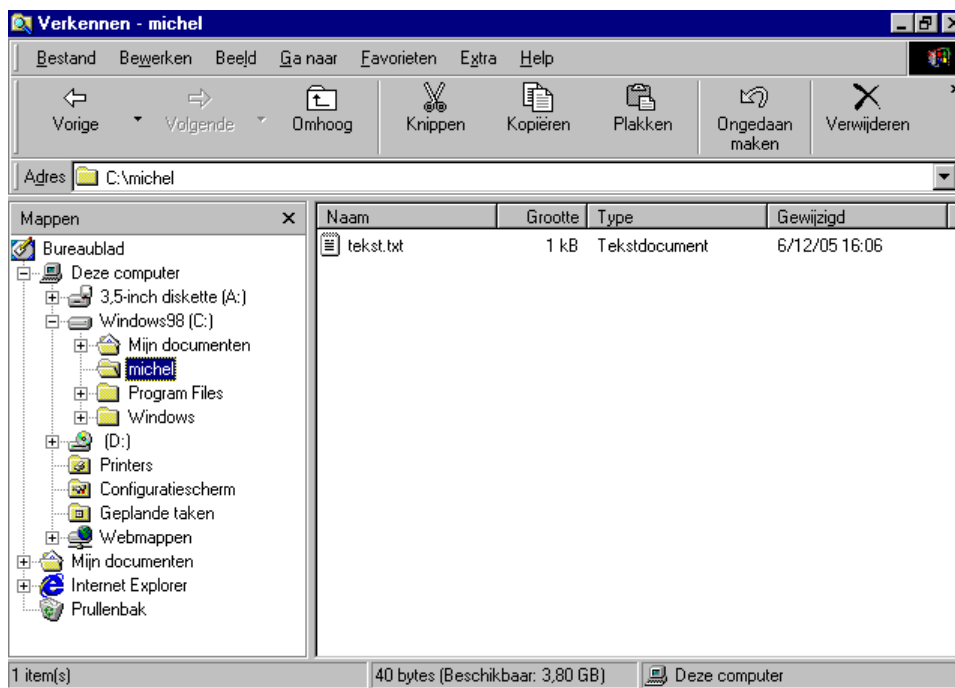 Verkennen - michel
Bestand Bewerken Beeld Ga naar Favorieten Extra Help
Vorige Volgende Omhoog Knippen Kopiëren Plakken Ongedaan maken Verwijderen
Adres C:\michel
Mappen
Naam Grootte Type Gewijzigd
tekst.txt 1 kB Tekstdocument 6/12/05 16:06
Bureaublad
Deze computer
3,5-inch diskette (A:)
Windows98 (C:)
Mijn documenten
michel
Program Files
Windows
(D:)
Printers
Configuratiescherm
Geplande taken
Webmappen
Mijn documenten
Internet Explorer
Prullenbak
1 item(s) 40 bytes (Beschikbaar: 3,80 GB) Deze computer